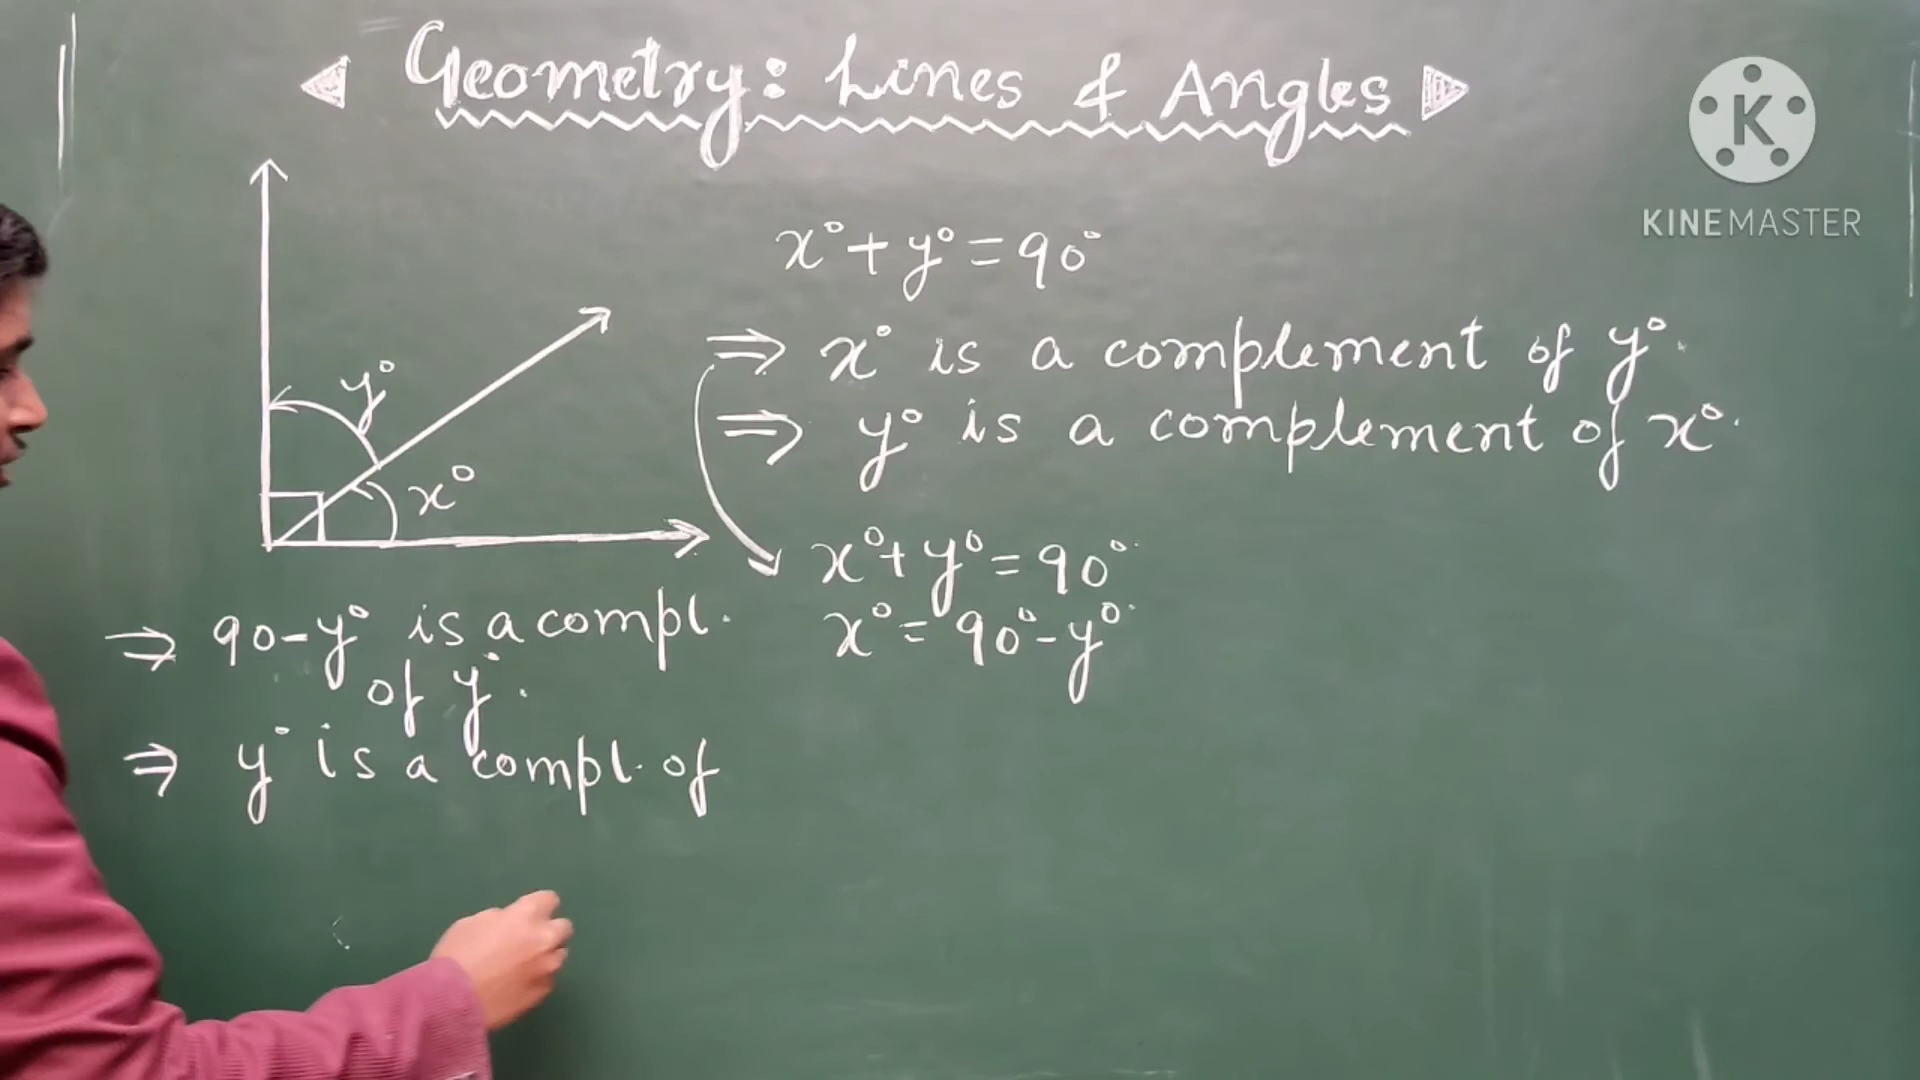 Geometry: Lines & Angles
K
KINEMASTER
x° + y° = 90°
⇒ x° is a complement of y°.
⇒ y° is a complement of x°.
y°
x°
x° + y° = 90°
x° = 90° - y°
⇒ 90 - y° is a compl.
of y°.
⇒ y° is a compl. of